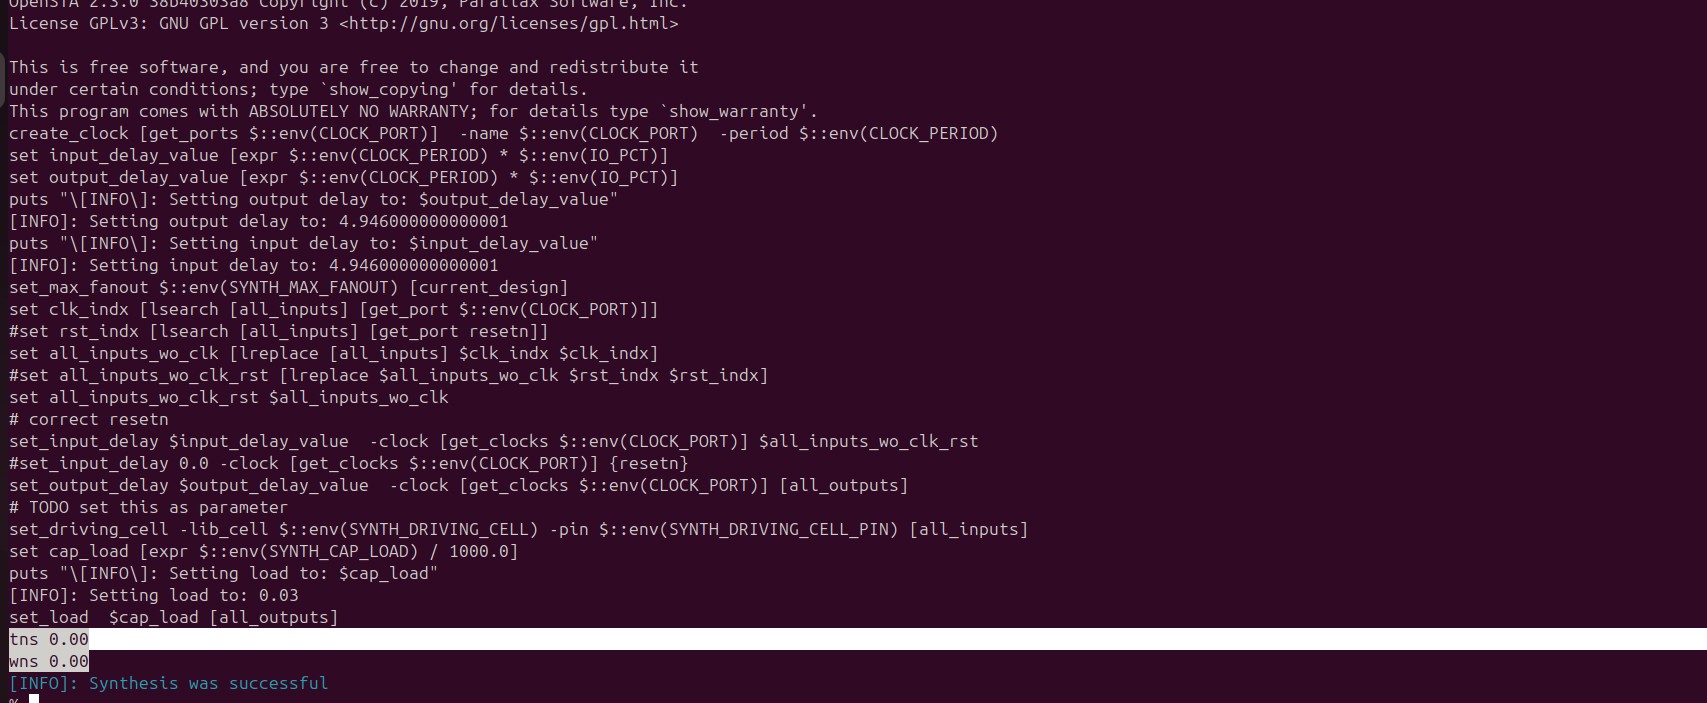 OpenSTA 2.3.0 38b40303a8 Copyright (c) 2019, Parallax Software, Inc.
License GPLv3: GNU GPL version 3 <http://gnu.org/licenses/gpl.html>
This is free software, and you are free to change and redistribute it
under certain conditions; type `show_copying' for details.
This program comes with ABSOLUTELY NO WARRANTY; for details type `show_warranty'.
create_clock [get_ports $::env(CLOCK_PORT)]  -name $::env(CLOCK_PORT)  -period $::env(CLOCK_PERIOD)
set input_delay_value [expr $::env(CLOCK_PERIOD) * $::env(IO_PCT)]
set output_delay_value [expr $::env(CLOCK_PERIOD) * $::env(IO_PCT)]
puts "\[INFO\]: Setting output delay to: $output_delay_value"
[INFO]: Setting output delay to: 4.946000000000001
puts "\[INFO\]: Setting input delay to: $input_delay_value"
[INFO]: Setting input delay to: 4.946000000000001
set_max_fanout $::env(SYNTH_MAX_FANOUT) [current_design]
set clk_indx [lsearch [all_inputs] [get_port $::env(CLOCK_PORT)]]
#set rst_indx [lsearch [all_inputs] [get_port resetn]]
set all_inputs_wo_clk [lreplace [all_inputs] $clk_indx $clk_indx]
#set all_inputs_wo_clk_rst [lreplace $all_inputs_wo_clk $rst_indx $rst_indx]
set all_inputs_wo_clk_rst $all_inputs_wo_clk
# correct resetn
set_input_delay $input_delay_value  -clock [get_clocks $::env(CLOCK_PORT)] $all_inputs_wo_clk_rst
#set_input_delay 0.0 -clock [get_clocks $::env(CLOCK_PORT)] {resetn}
set_output_delay $output_delay_value  -clock [get_clocks $::env(CLOCK_PORT)] [all_outputs]
# TODO set this as parameter
set_driving_cell -lib_cell $::env(SYNTH_DRIVING_CELL) -pin $::env(SYNTH_DRIVING_CELL_PIN) [all_inputs]
set cap_load [expr $::env(SYNTH_CAP_LOAD) / 1000.0]
puts "\[INFO\]: Setting load to: $cap_load"
[INFO]: Setting load to: 0.03
set_load  $cap_load [all_outputs]
tns 0.00
wns 0.00
[INFO]: Synthesis was successful
%